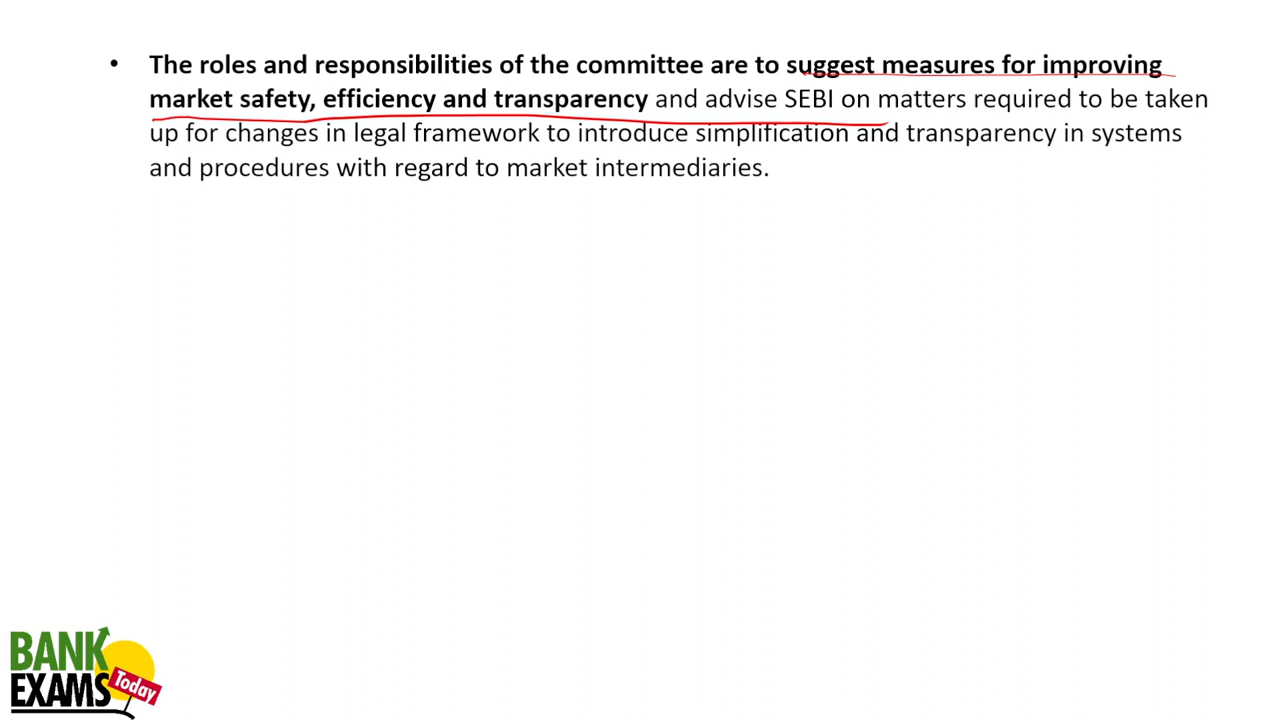 • The roles and responsibilities of the committee are to suggest measures for improving
market safety, efficiency and transparency and advise SEBI on matters required to be taken
up for changes in legal framework to introduce simplification and transparency in systems
and procedures with regard to market intermediaries.
BANK
EXAMS
Today